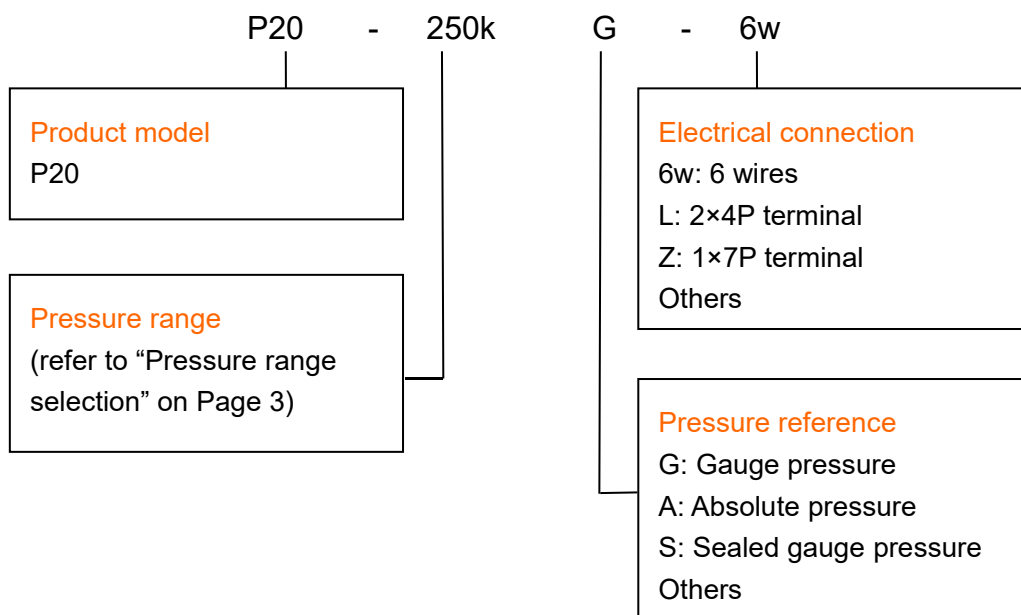 P20 - 250k G - 6w
Product model
P20
Pressure range
(refer to “Pressure range
selection” on Page 3)
Electrical connection
6w: 6 wires
L: 2×4P terminal
Z: 1×7P terminal
Others
Pressure reference
G: Gauge pressure
A: Absolute pressure
S: Sealed gauge pressure
Others